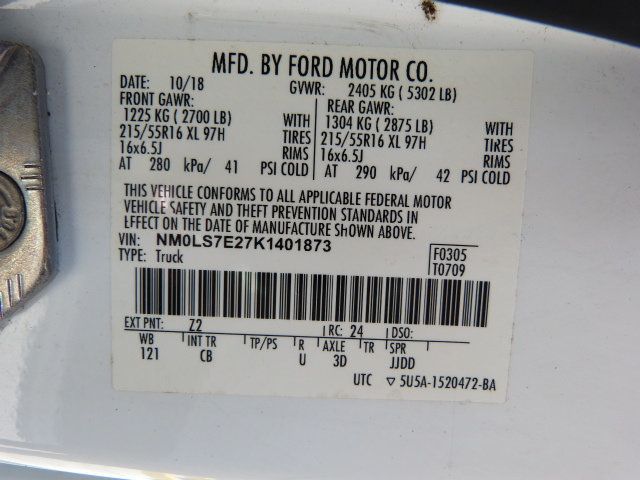 MFD. BY FORD MOTOR CO.
DATE: 10/18 GVWR: 2405 KG ( 5302 LB)
FRONT GAWR: REAR GAWR:
1225 KG ( 2700 LB) WITH 1304 KG ( 2875 LB) WITH
215/55R16 XL 97H TIRES 215/55R16 XL 97H TIRES
16x6.5J RIMS 16x6.5J RIMS
AT 280 kPa/ 41 PSI COLD AT 290 kPa/ 42 PSI COLD
THIS VEHICLE CONFORMS TO ALL APPLICABLE FEDERAL MOTOR
VEHICLE SAFETY AND THEFT PREVENTION STANDARDS IN
EFFECT ON THE DATE OF MANUFACTURE ShOWN ABOVE.
VIN: NM0LS7E27K1401873 F0305
TYPE: Truck T0709
EXT PNT: Z2 RC: 24 DSO:
WB INT TR TP/PS R AXLE TR SPR
121 CB U 3D JJDD
UTC ▽ 5U5A-1520472-BA